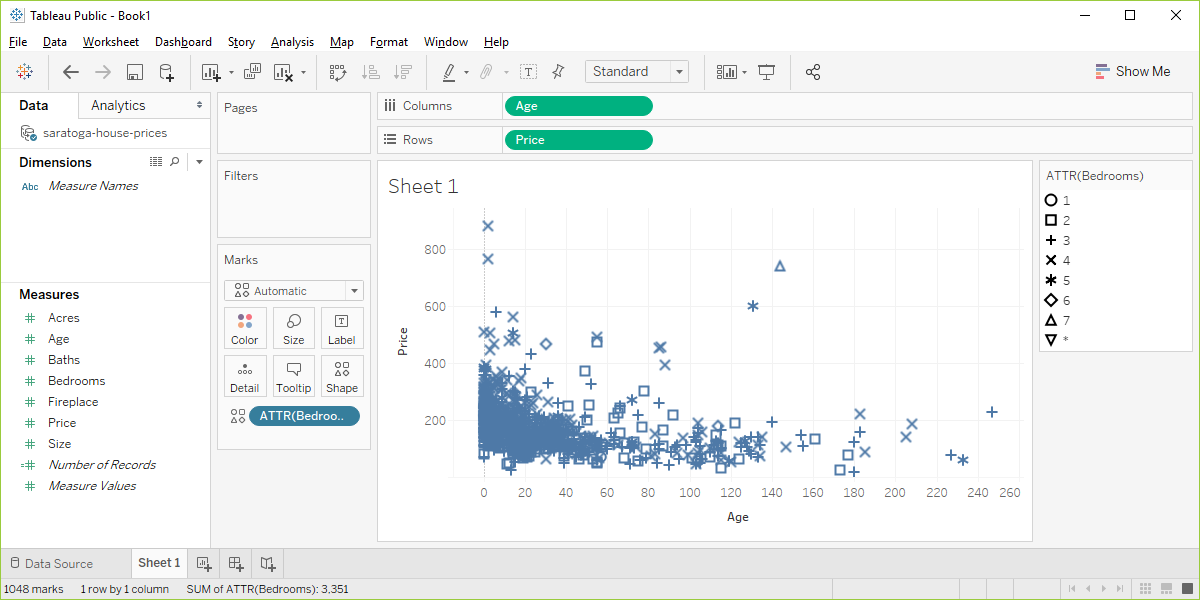 Tableau Public - Book1
File Data Worksheet Dashboard Story Analysis Map Format Window Help
T Standard Show Me
Data Analytics
saratoga-house-prices
Dimensions
Abc Measure Names
Measures
Acres
Age
Baths
Bedrooms
Fireplace
Price
Size
Number of Records
Measure Values
Pages
Filters
Marks
Automatic
Color Size Label
Detail Tooltip Shape
ATTR(Bedroo..
Columns Age
Rows Price
Sheet 1
Price
800
600
400
200
0 20 40 60 80 100 120 140 160 180 200 220 240 260
Age
ATTR(Bedrooms)
1
2
3
4
5
6
7
*
Data Source Sheet 1
1048 marks 1 row by 1 column SUM of ATTR(Bedrooms): 3,351